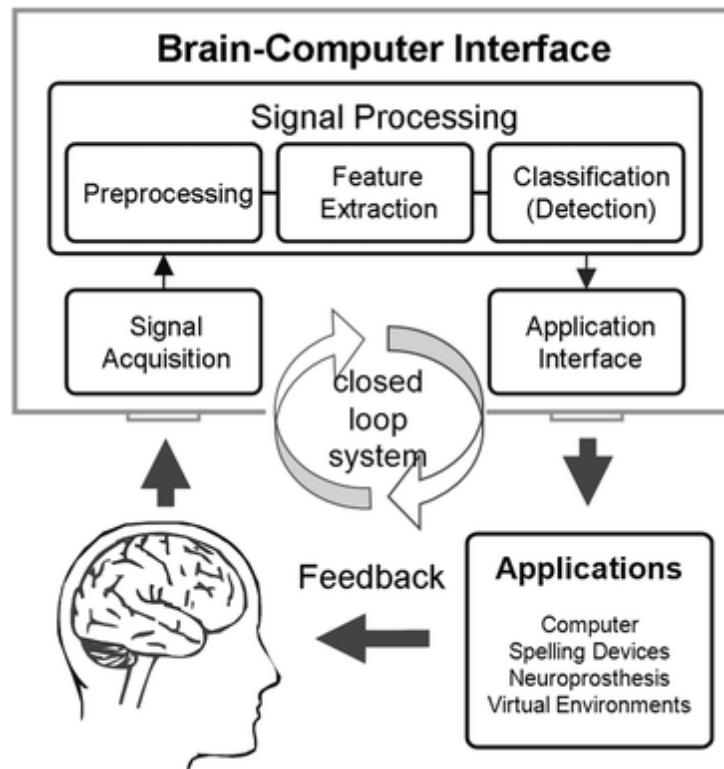 Brain-Computer Interface
Signal Processing
Preprocessing
Feature
Extraction
Classification
(Detection)
Signal
Acquisition
Application
Interface
closed
loop
system
Feedback
Applications
Computer
Spelling Devices
Neuroprosthesis
Virtual Environments